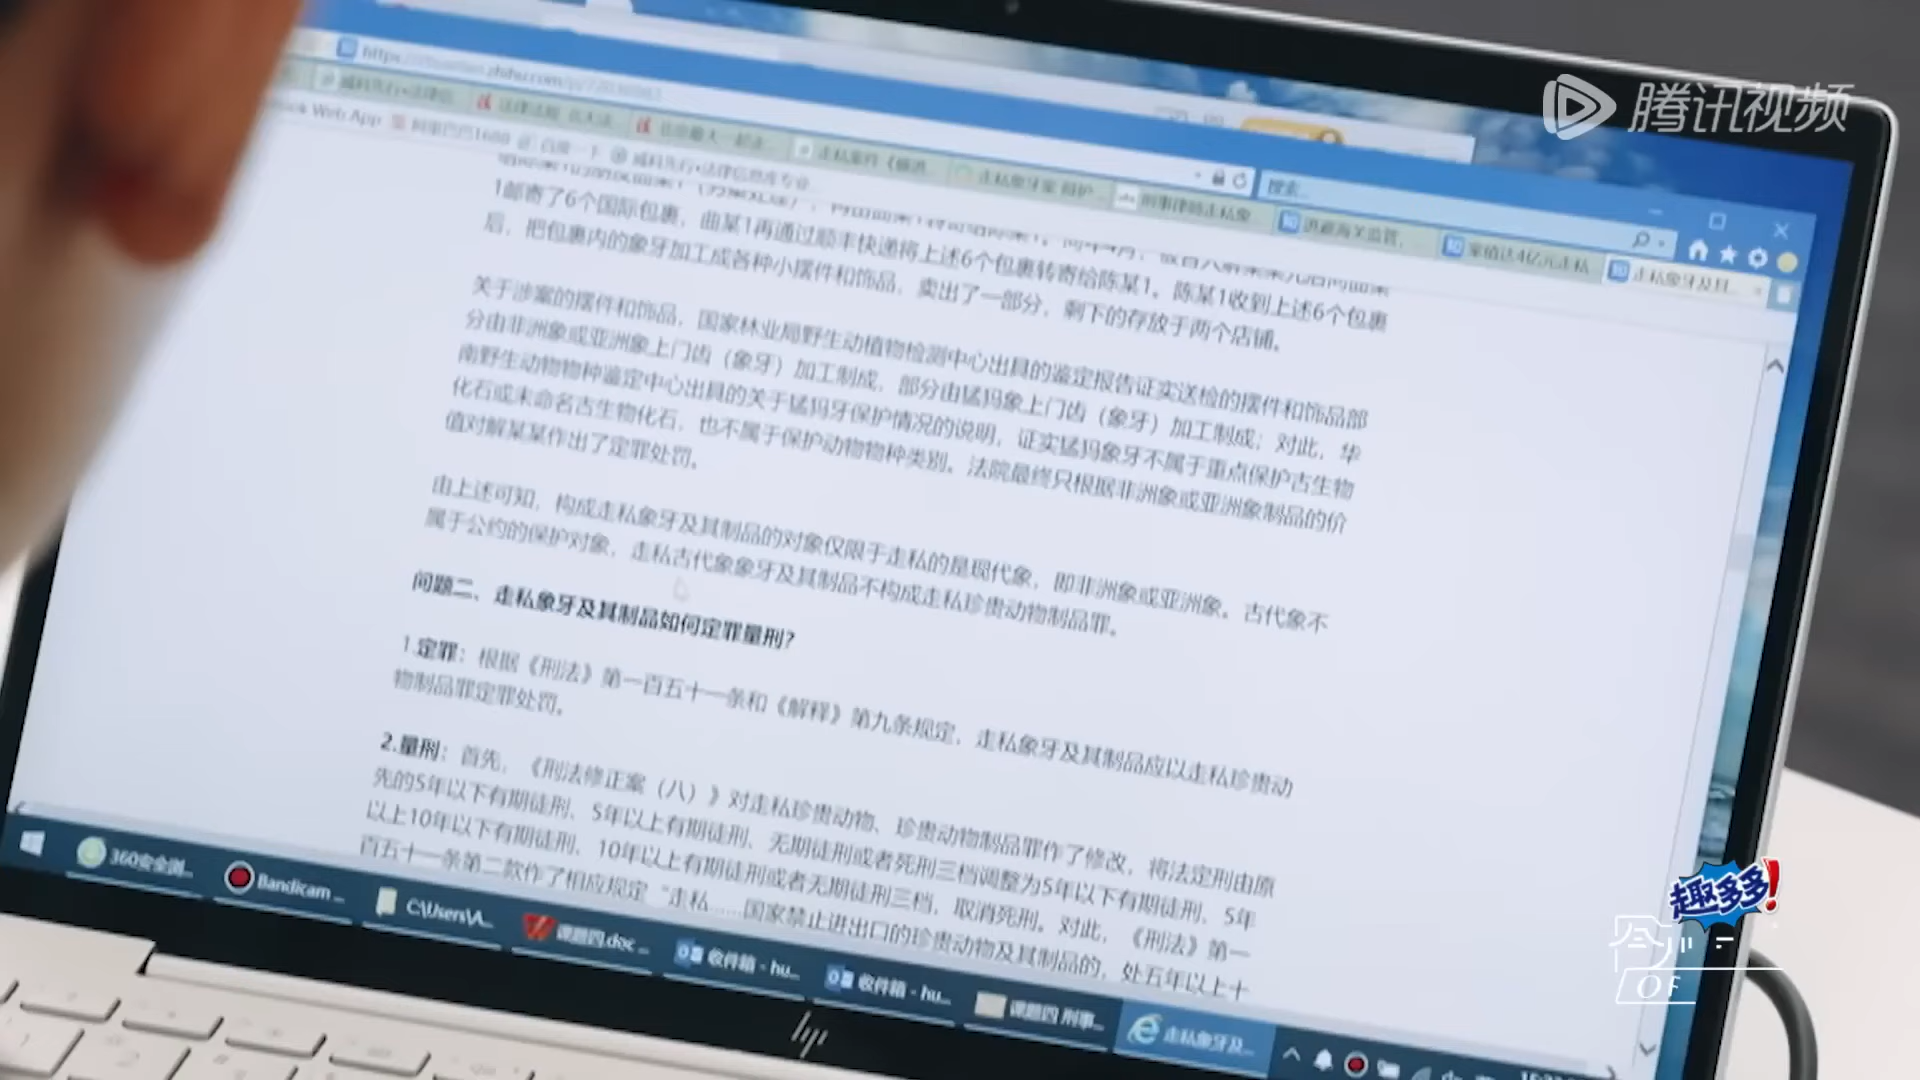 腾讯视频
搜索...
走私象牙及其...
1邮寄了6个国际包裹，曲某1再通过顺丰快递将上述6个包裹转寄给陈某1。陈某1收到上述6个包裹
后，把包裹内的象牙加工成各种小摆件和饰品，卖出了一部分，剩下的存放于两个店铺。
关于涉案的摆件和饰品，国家林业局野生动植物检测中心出具的鉴定报告证实送检的摆件和饰品部
分由非洲象或亚洲象上门齿（象牙）加工制成，部分由猛犸象上门齿（象牙）加工制成；对此，华
南野生动物物种鉴定中心出具的关于猛犸牙保护情况的说明，证实猛犸象牙不属于重点保护古生物
化石或未命名古生物化石，也不属于保护动物物种类别。法院最终只根据非洲象或亚洲象制品的价
值对解某某作出了定罪处罚。
由上述可知，构成走私象牙及其制品的对象仅限于走私的是现代象，即非洲象或亚洲象。古代象不
属于公约的保护对象，走私古代象象牙及其制品不构成走私珍贵动物制品罪。
问题二、走私象牙及其制品如何定罪量刑?
1.定罪：根据《刑法》第一百五十一条和《解释》第九条规定，走私象牙及其制品应以走私珍贵动
物制品罪定罪处罚。
2.量刑：首先，《刑法修正案（八）》对走私珍贵动物、珍贵动物制品罪作了修改，将法定刑由原
先的5年以下有期徒刑、5年以上有期徒刑、无期徒刑或者死刑三档调整为5年以下有期徒刑、5年
以上10年以下有期徒刑、10年以上有期徒刑或者无期徒刑三档，取消死刑。对此，《刑法》第一
百五十一条第二款作了相应规定“走私……国家禁止进出口的珍贵动物及其制品的，处五年以上十
360安全浏...
Bandicam ...
C:\Users\A...
课题四.doc ...
收件箱 - hu...
收件箱 - hu...
课题四 刑事...
走私象牙及...
hp
趣多多!
OF